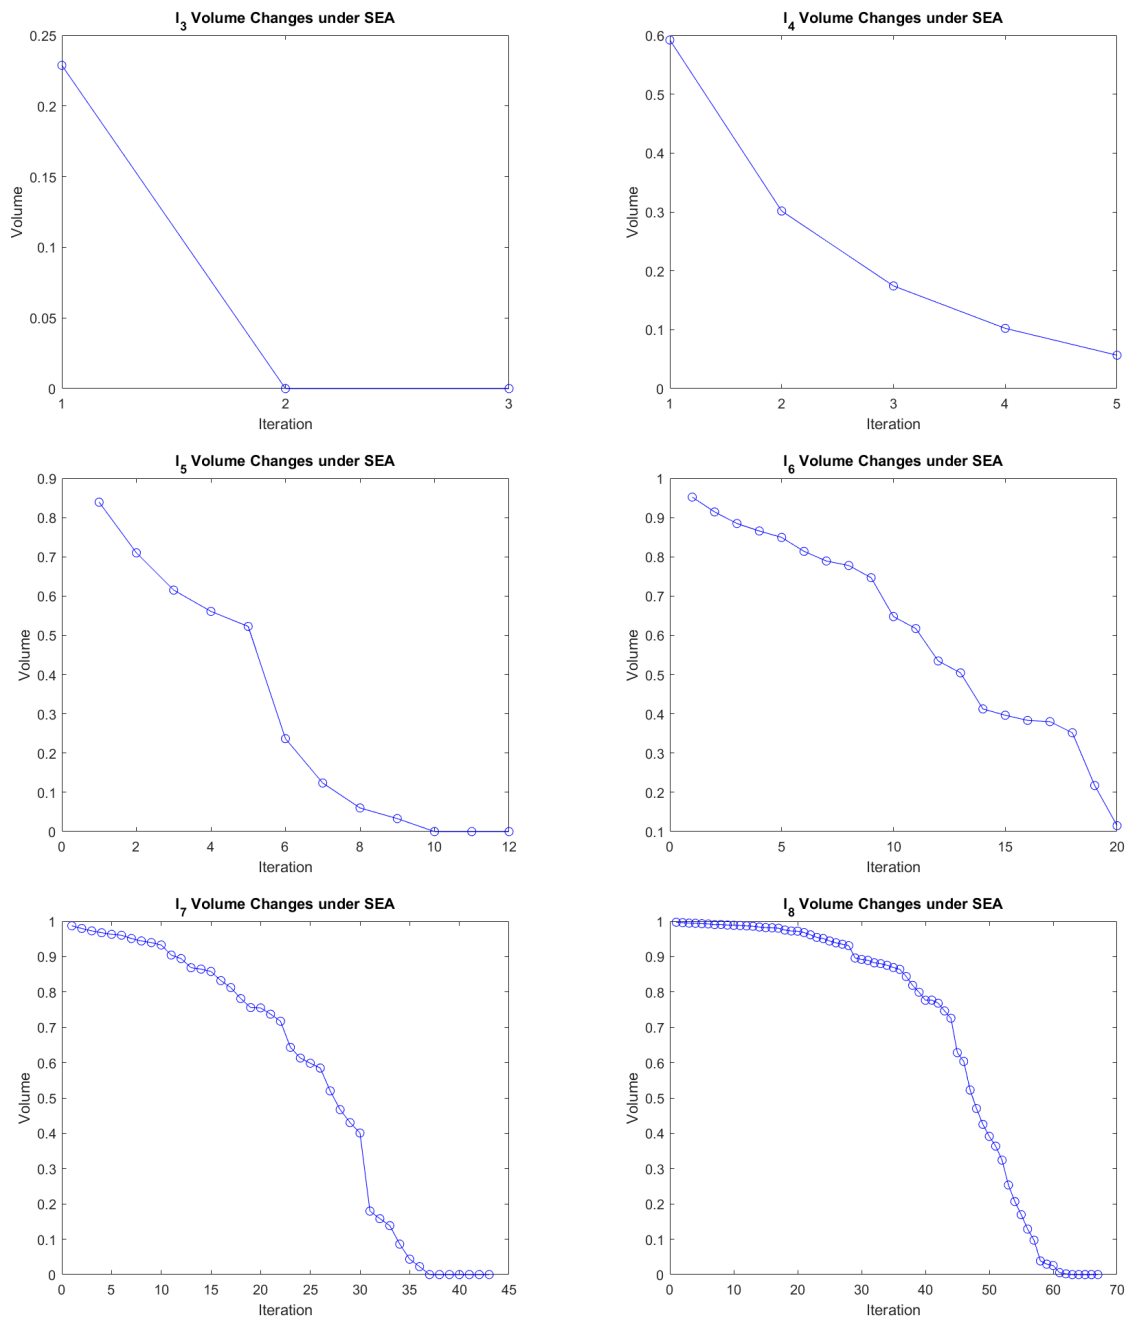 I3 Volume Changes under SEA
0.25
0.2
0.15
0.1
0.05
0
Volume
1 2 3
Iteration
I4 Volume Changes under SEA
0.6
0.5
0.4
0.3
0.2
0.1
0
Volume
1 2 3 4 5
Iteration
I5 Volume Changes under SEA
0.9
0.8
0.7
0.6
0.5
0.4
0.3
0.2
0.1
0
Volume
0 2 4 6 8 10 12
Iteration
I6 Volume Changes under SEA
1
0.9
0.8
0.7
0.6
0.5
0.4
0.3
0.2
0.1
Volume
0 5 10 15 20
Iteration
I7 Volume Changes under SEA
1
0.9
0.8
0.7
0.6
0.5
0.4
0.3
0.2
0.1
0
Volume
0 5 10 15 20 25 30 35 40 45
Iteration
I8 Volume Changes under SEA
1
0.9
0.8
0.7
0.6
0.5
0.4
0.3
0.2
0.1
0
Volume
0 10 20 30 40 50 60 70
Iteration